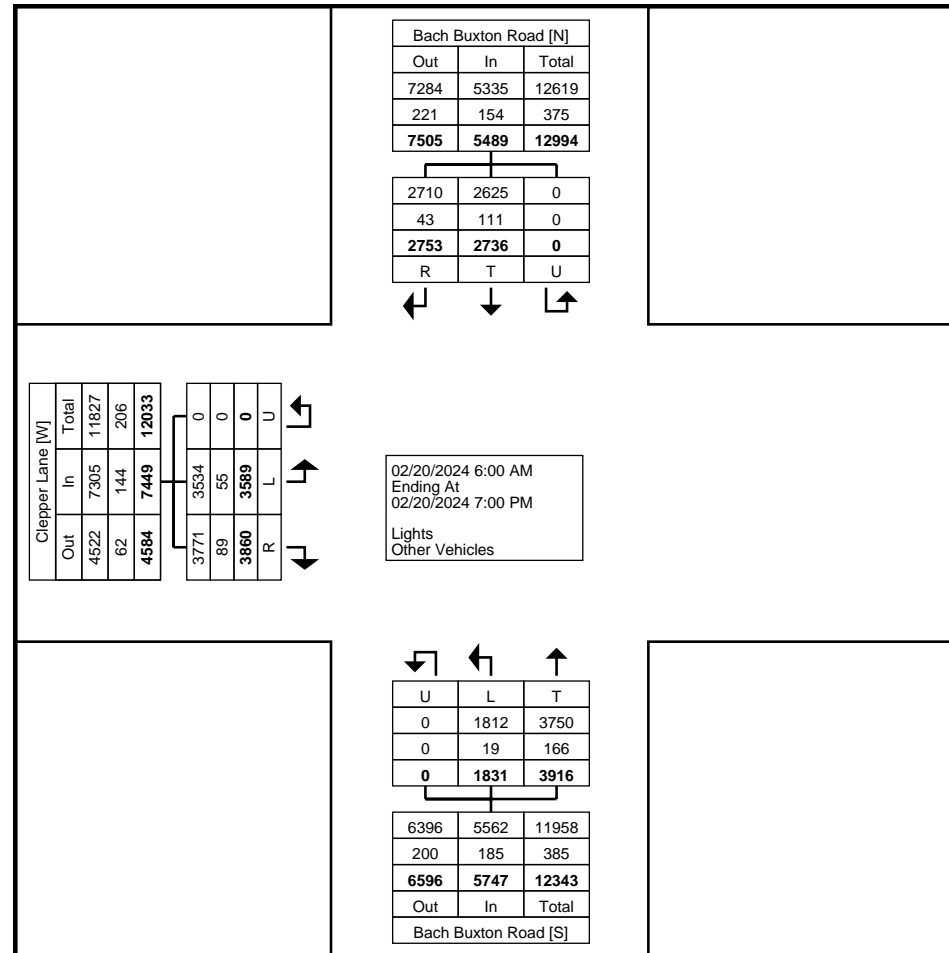 Bach Buxton Road [N]
Out In Total
7284 5335 12619
221 154 375
7505 5489 12994
2710 2625 0
43 111 0
2753 2736 0
R T U
Clepper Lane [W]
Out In Total
4522 7305 11827
62 144 206
4584 7449 12033
3771 3534 0
89 55 0
3860 3589 0
R L U
02/20/2024 6:00 AM
Ending At
02/20/2024 7:00 PM
Lights
Other Vehicles
U L T
0 1812 3750
0 19 166
0 1831 3916
6396 5562 11958
200 185 385
6596 5747 12343
Out In Total
Bach Buxton Road [S]